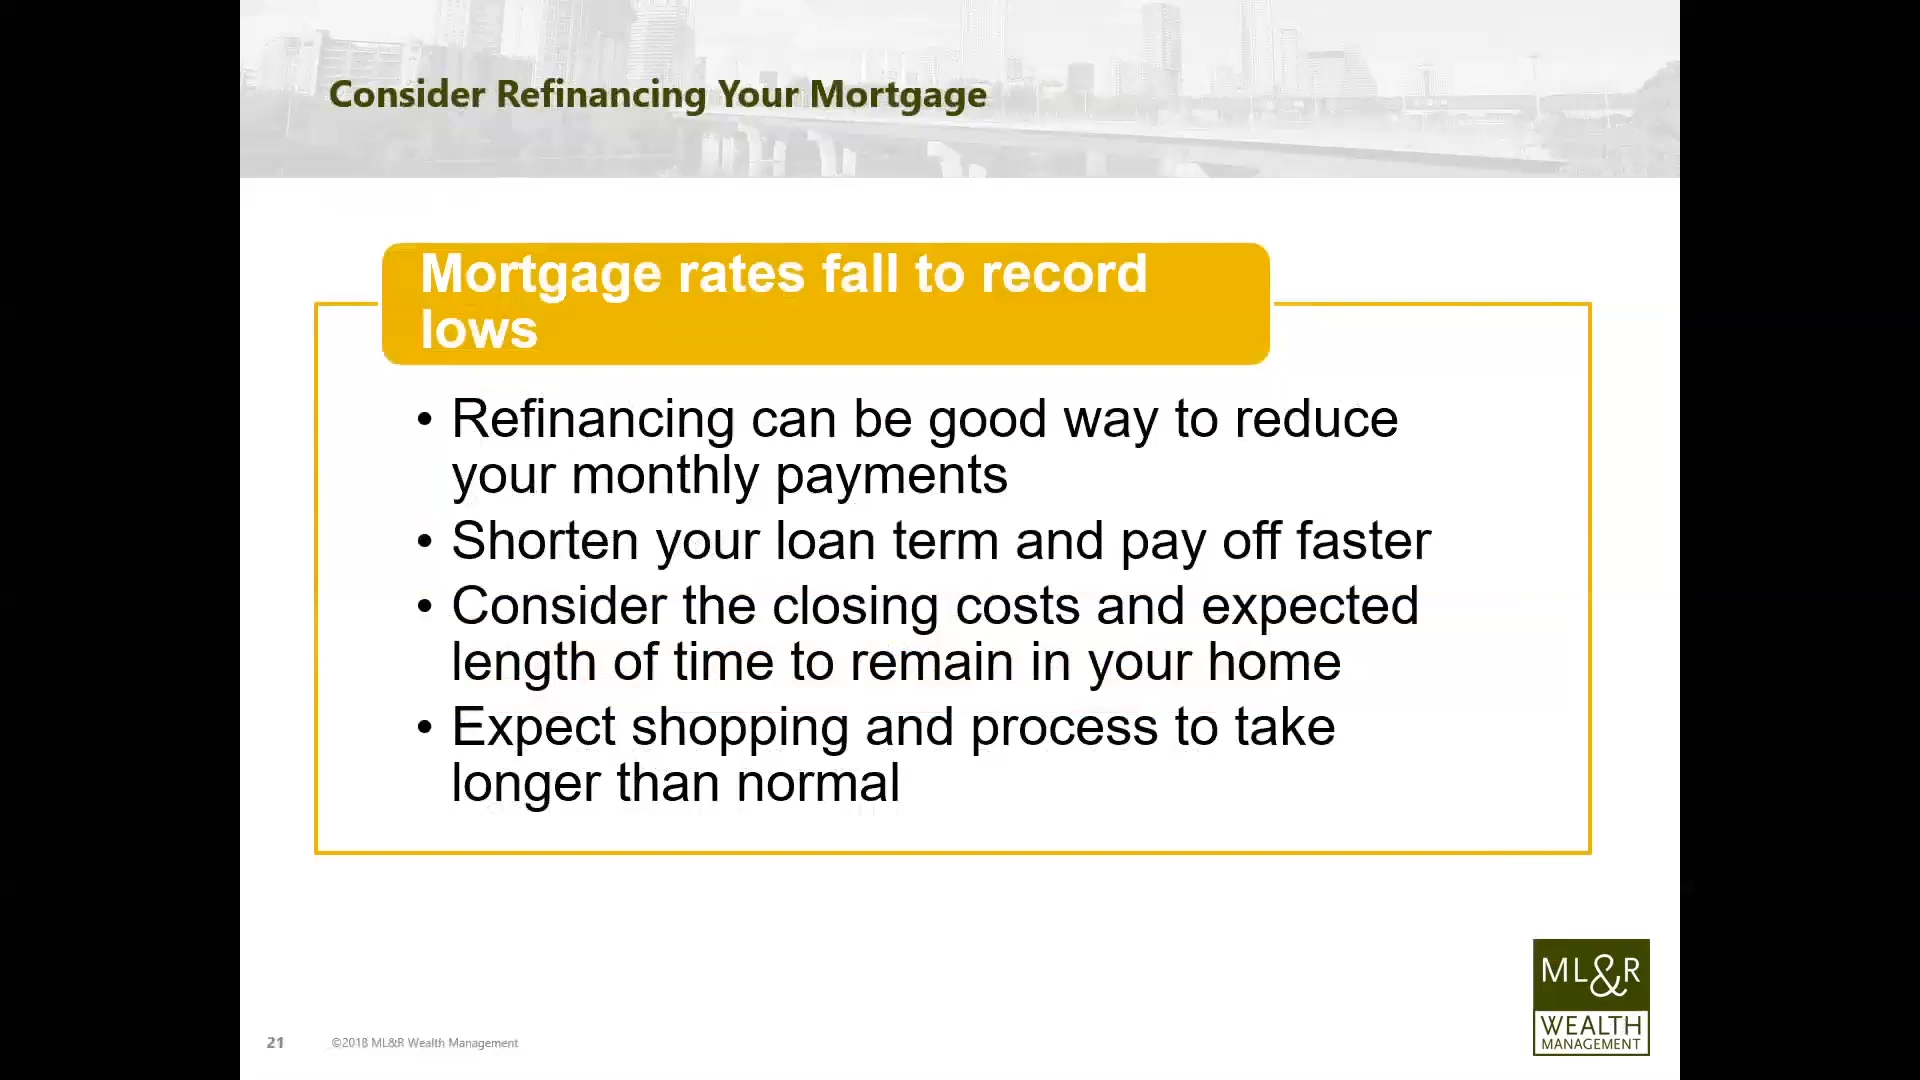 Consider Refinancing Your Mortgage
Mortgage rates fall to record
lows
• Refinancing can be good way to reduce
your monthly payments
• Shorten your loan term and pay off faster
• Consider the closing costs and expected
length of time to remain in your home
• Expect shopping and process to take
longer than normal
ML&R
WEALTH
MANAGEMENT
21 ©2018 ML&R Wealth Management